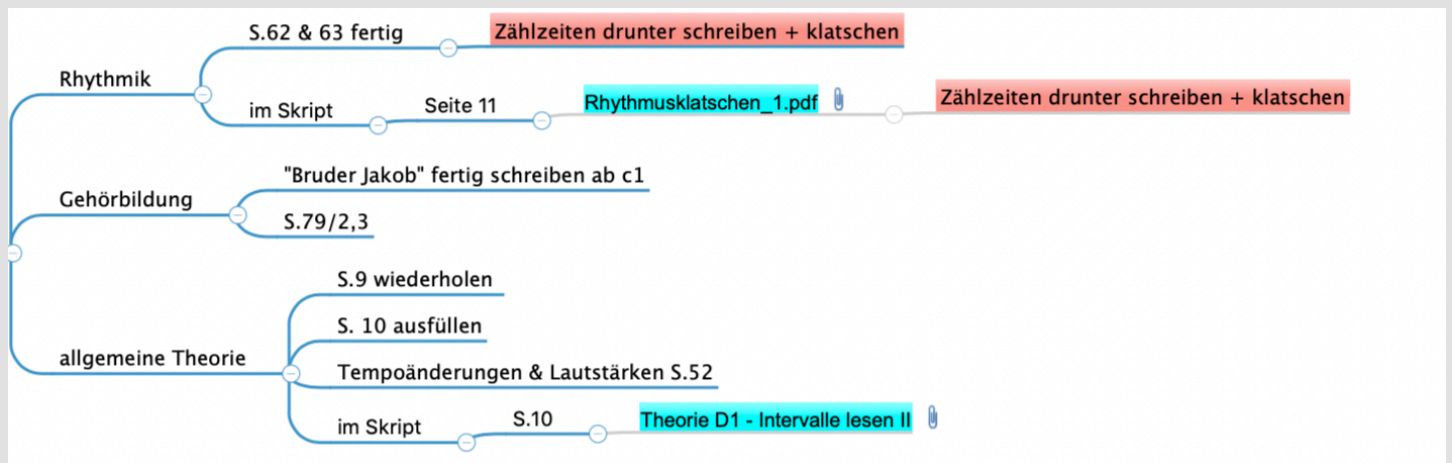 Rhythmik
S.62 & 63 fertig
Zählzeiten drunter schreiben + klatschen
im Skript
Seite 11
Rhythmusklatschen_1.pdf
Zählzeiten drunter schreiben + klatschen
Gehörbildung
"Bruder Jakob" fertig schreiben ab c1
S.79/2,3
allgemeine Theorie
S.9 wiederholen
S. 10 ausfüllen
Tempoänderungen & Lautstärken S.52
im Skript
S.10
Theorie D1 - Intervalle lesen II